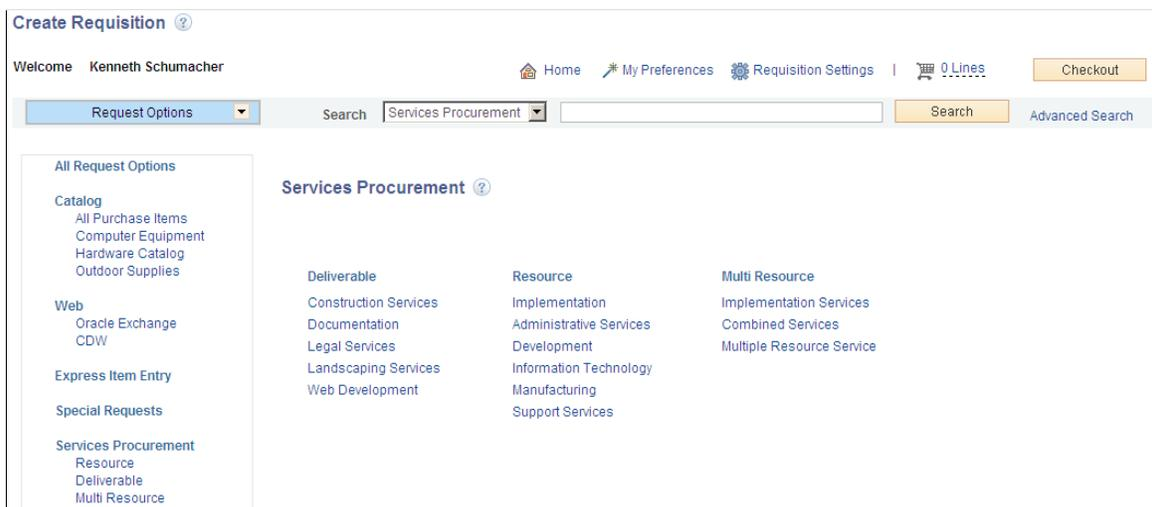 Create Requisition ?
Welcome Kenneth Schumacher
Home My Preferences Requisition Settings | 0 Lines Checkout
Request Options Search Services Procurement Search Advanced Search
All Request Options
Catalog
All Purchase Items
Computer Equipment
Hardware Catalog
Outdoor Supplies
Web
Oracle Exchange
CDW
Express Item Entry
Special Requests
Services Procurement
Resource
Deliverable
Multi Resource
Services Procurement ?
Deliverable
Construction Services
Documentation
Legal Services
Landscaping Services
Web Development
Resource
Implementation
Administrative Services
Development
Information Technology
Manufacturing
Support Services
Multi Resource
Implementation Services
Combined Services
Multiple Resource Service